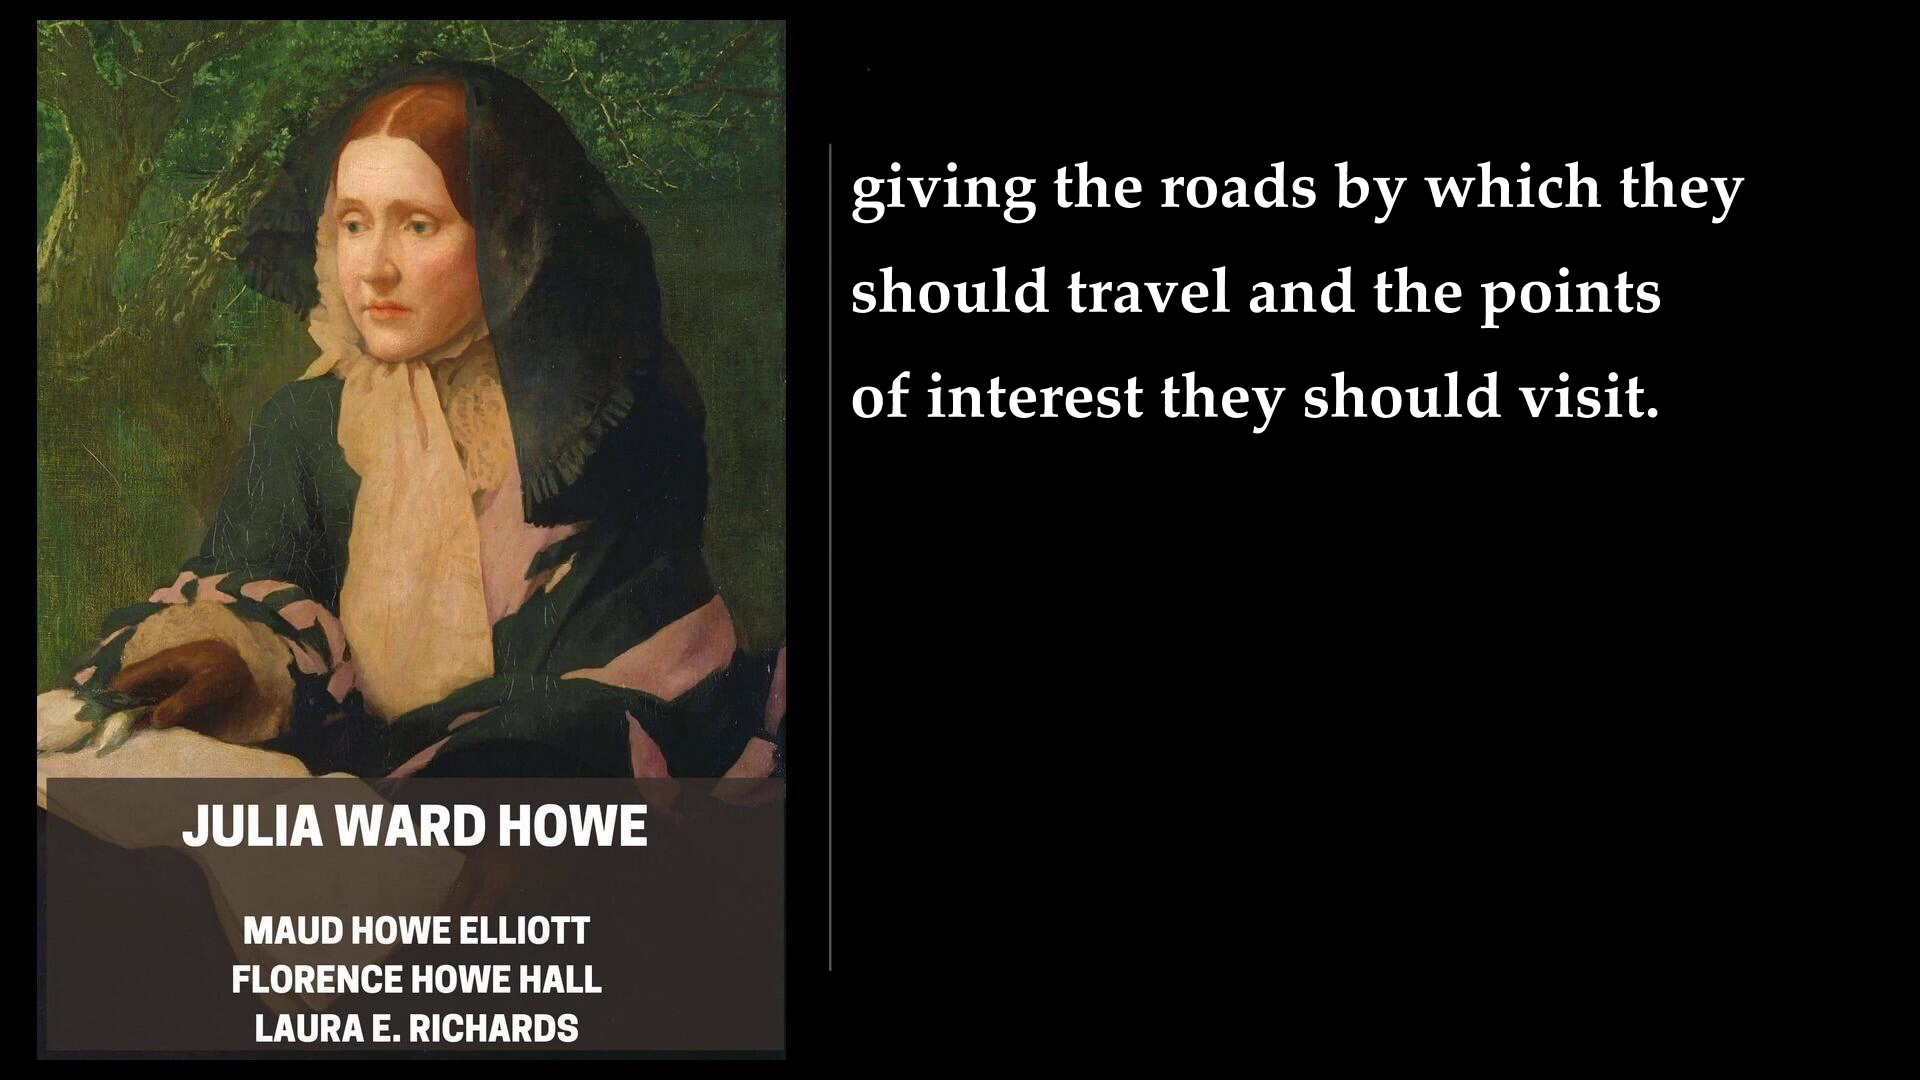 giving the roads by which they
should travel and the points
of interest they should visit.
JULIA WARD HOWE
MAUD HOWE ELLIOTT
FLORENCE HOWE HALL
LAURA E. RICHARDS